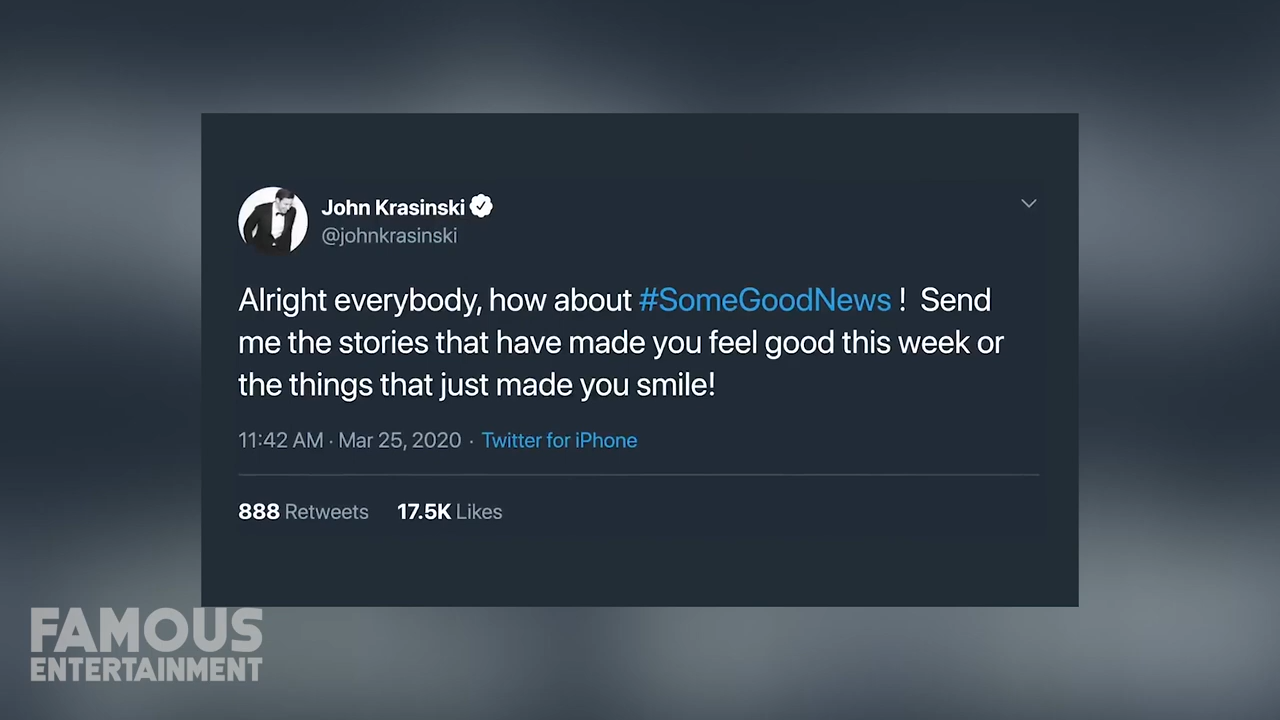 John Krasinski
@johnkrasinski
Alright everybody, how about #SomeGoodNews ! Send
me the stories that have made you feel good this week or
the things that just made you smile!
11:42 AM · Mar 25, 2020 · Twitter for iPhone
888 Retweets 17.5K Likes
FAMOUS
ENTERTAINMENT